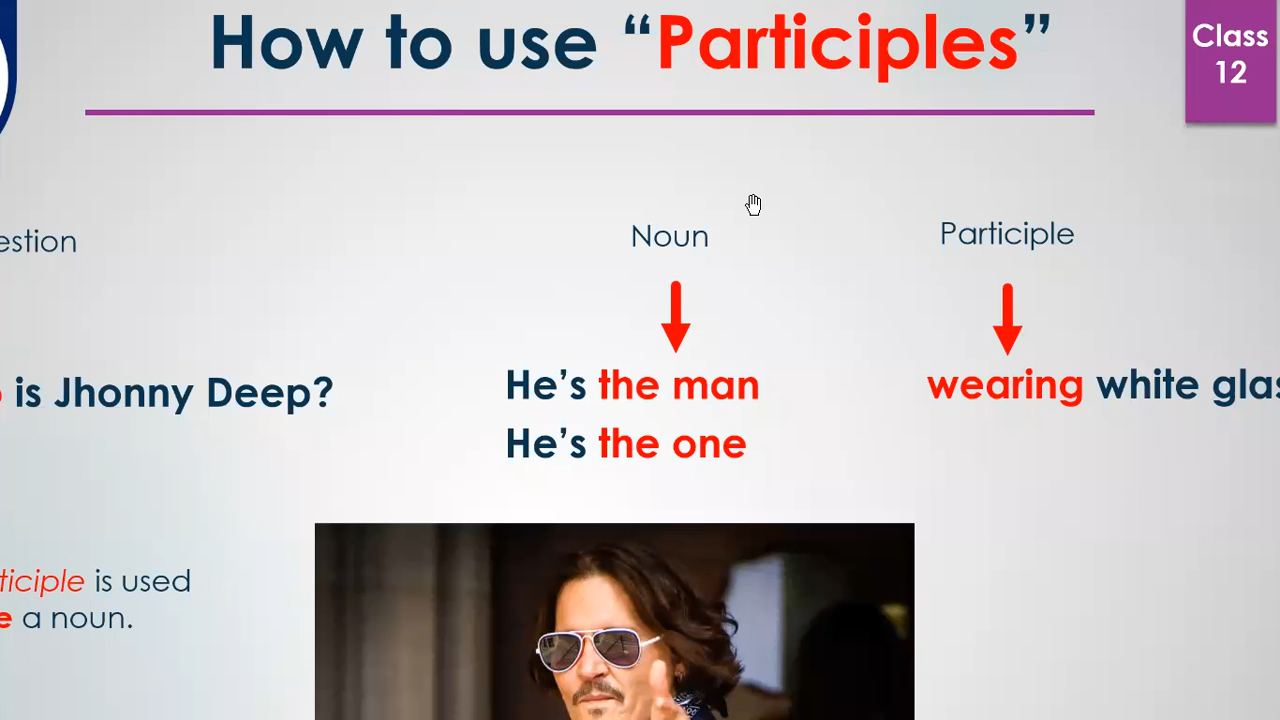 How to use “Participles”
Class
12
estion
Noun
Participle
is Jhonny Deep?
He’s the man
wearing white glas
He’s the one
ticiple is used
e a noun.